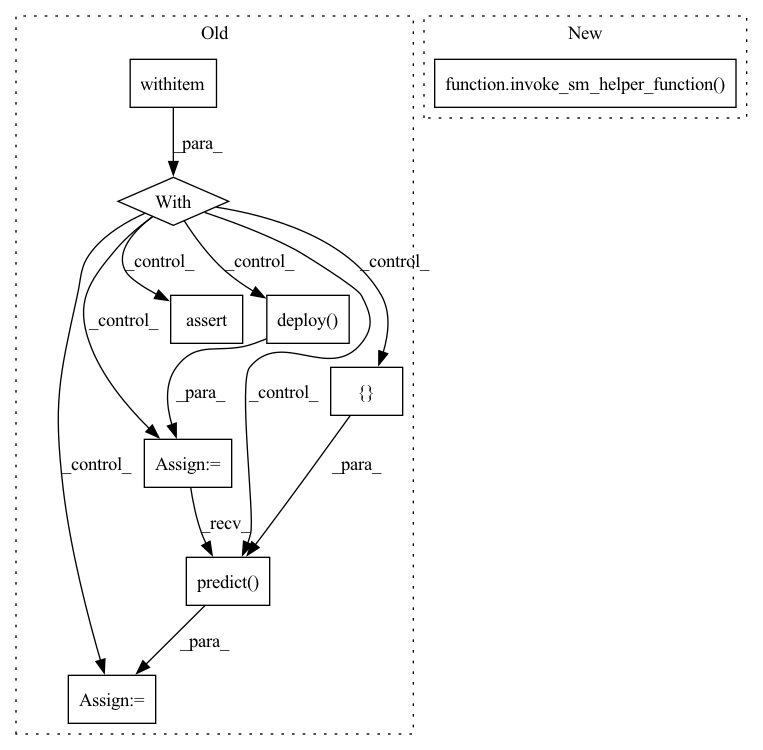 Old
New
withitem
function.invoke_sm_helper_function()
_para_
With
_control_
_control_
_control_
_control_
assert
deploy()
_para_
_control_
{}
_control_
Assign:=
_para_
_recv_
predict()
_para_
Assign:=